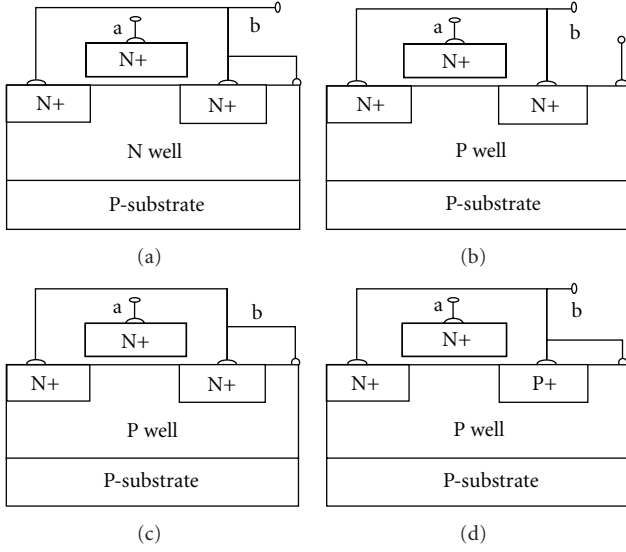 a
b
N+
N+
N+
N well
P-substrate
(a)
a
b
N+
N+
N+
P well
P-substrate
(b)
a
b
N+
N+
N+
P well
P-substrate
(c)
a
b
N+
N+
P+
P well
P-substrate
(d)